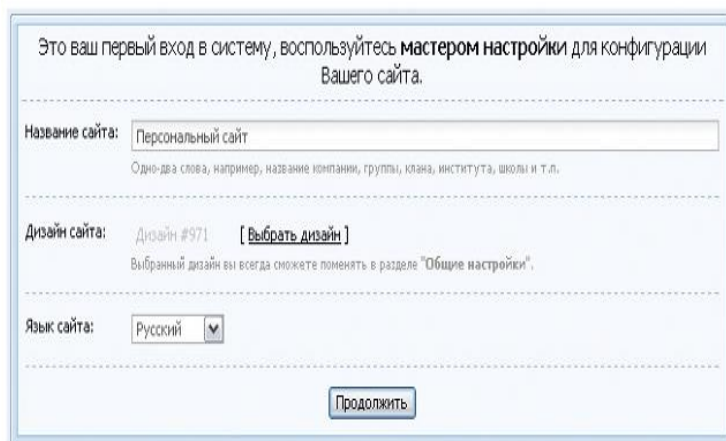 Это ваш первый вход в систему, воспользуйтесь мастером настройки для конфигурации
Вашего сайта.
Название сайта: Персональный сайт
Одно-два слова, например, название компании, группы, клана, института, школы и т.п.
Дизайн сайта: Дизайн #971 [ Выбрать дизайн ]
Выбранный дизайн вы всегда сможете поменять в разделе "Общие настройки".
Язык сайта: Русский
Продолжить